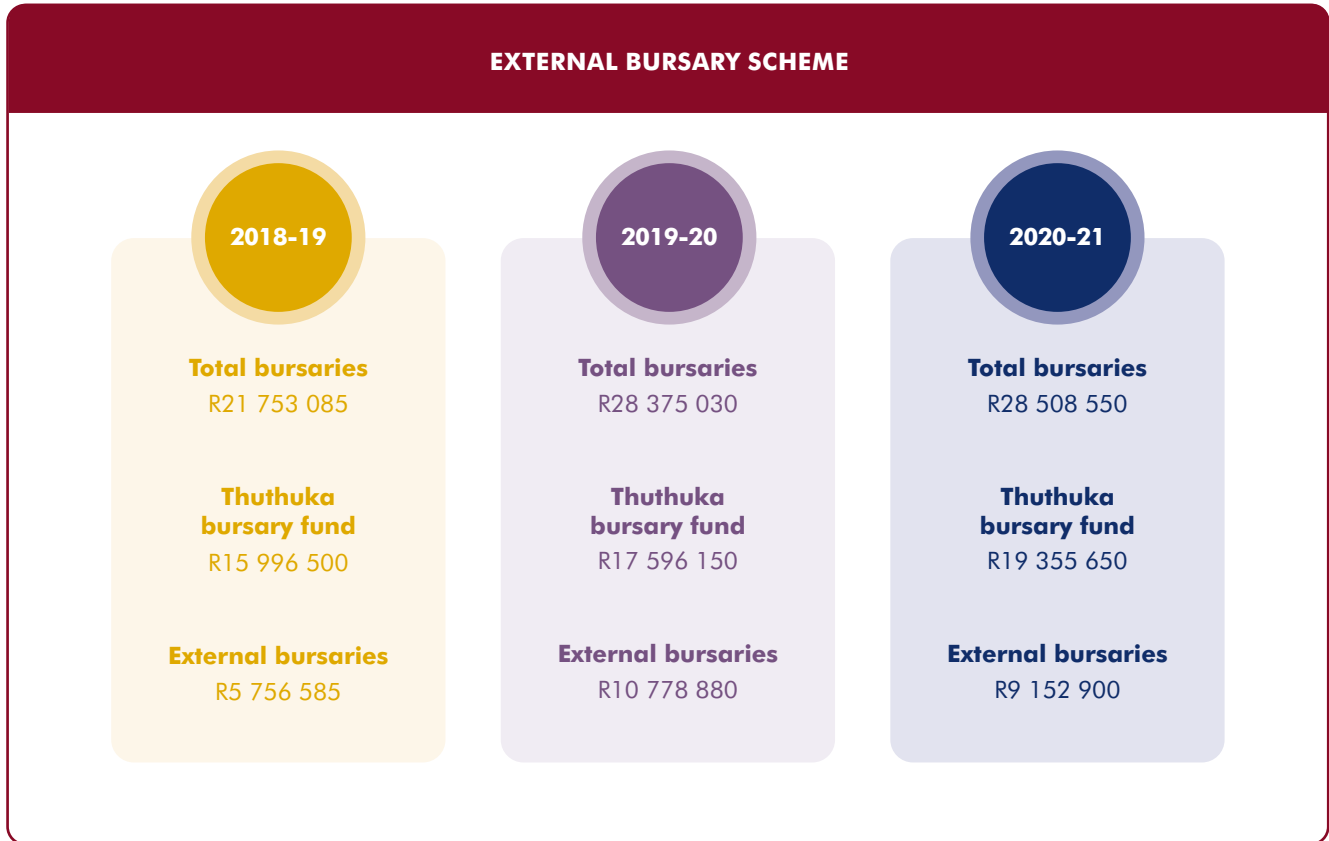 EXTERNAL BURSARY SCHEME
2018-19
Total bursaries
R21 753 085
Thuthuka
bursary fund
R15 996 500
External bursaries
R5 756 585
2019-20
Total bursaries
R28 375 030
Thuthuka
bursary fund
R17 596 150
External bursaries
R10 778 880
2020-21
Total bursaries
R28 508 550
Thuthuka
bursary fund
R19 355 650
External bursaries
R9 152 900